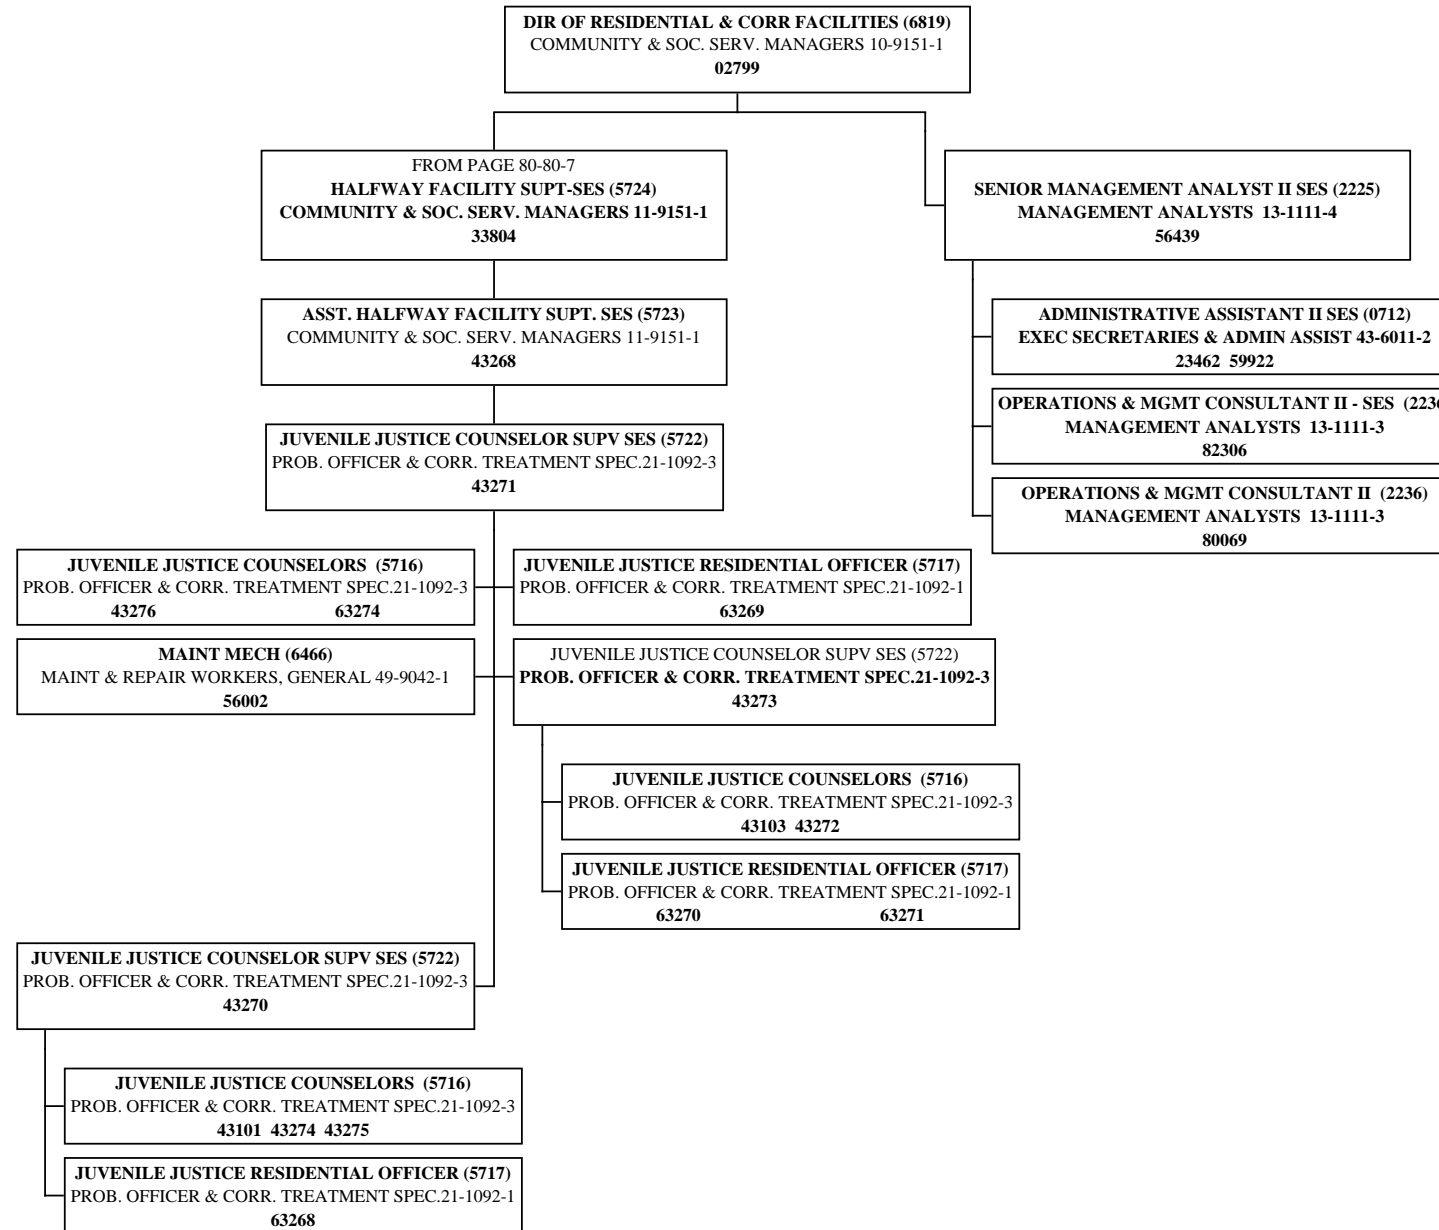 DIR OF RESIDENTIAL & CORR FACILITIES (6819)
COMMUNITY & SOC. SERV. MANAGERS 10-9151-1
02799
FROM PAGE 80-80-7
HALFWAY FACILITY SUPT-SES (5724)
COMMUNITY & SOC. SERV. MANAGERS 11-9151-1
33804
SENIOR MANAGEMENT ANALYST II SES (2225)
MANAGEMENT ANALYSTS 13-1111-4
56439
ASST. HALFWAY FACILITY SUPT. SES (5723)
COMMUNITY & SOC. SERV. MANAGERS 11-9151-1
43268
ADMINISTRATIVE ASSISTANT II SES (0712)
EXEC SECRETARIES & ADMIN ASSIST 43-6011-2
23462 59922
OPERATIONS & MGMT CONSULTANT II - SES (2236
MANAGEMENT ANALYSTS 13-1111-3
82306
OPERATIONS & MGMT CONSULTANT II (2236)
MANAGEMENT ANALYSTS 13-1111-3
80069
JUVENILE JUSTICE COUNSELOR SUPV SES (5722)
PROB. OFFICER & CORR. TREATMENT SPEC.21-1092-3
43271
JUVENILE JUSTICE COUNSELORS (5716)
PROB. OFFICER & CORR. TREATMENT SPEC.21-1092-3
43276 63274
JUVENILE JUSTICE RESIDENTIAL OFFICER (5717)
PROB. OFFICER & CORR. TREATMENT SPEC.21-1092-1
63269
MAINT MECH (6466)
MAINT & REPAIR WORKERS, GENERAL 49-9042-1
56002
JUVENILE JUSTICE COUNSELOR SUPV SES (5722)
PROB. OFFICER & CORR. TREATMENT SPEC.21-1092-3
43273
JUVENILE JUSTICE COUNSELORS (5716)
PROB. OFFICER & CORR. TREATMENT SPEC.21-1092-3
43103 43272
JUVENILE JUSTICE RESIDENTIAL OFFICER (5717)
PROB. OFFICER & CORR. TREATMENT SPEC.21-1092-1
63270 63271
JUVENILE JUSTICE COUNSELOR SUPV SES (5722)
PROB. OFFICER & CORR. TREATMENT SPEC.21-1092-3
43270
JUVENILE JUSTICE COUNSELORS (5716)
PROB. OFFICER & CORR. TREATMENT SPEC.21-1092-3
43101 43274 43275
JUVENILE JUSTICE RESIDENTIAL OFFICER (5717)
PROB. OFFICER & CORR. TREATMENT SPEC.21-1092-1
63268